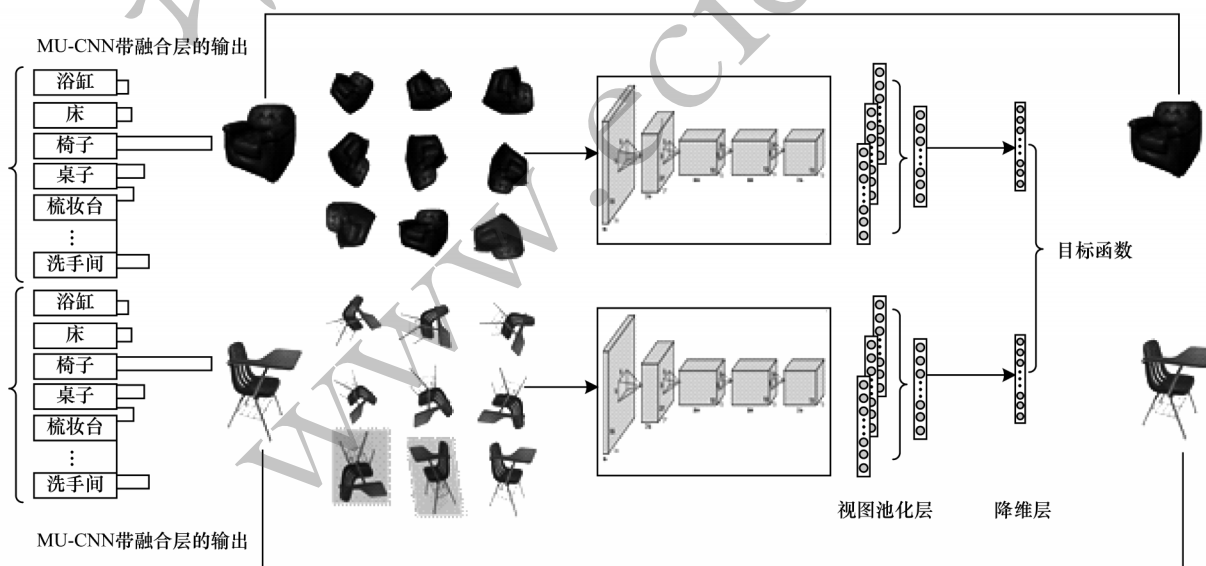 MU-CNN带融合层的输出
浴缸
床
椅子
桌子
梳妆台
⋮
洗手间
浴缸
床
椅子
桌子
梳妆台
⋮
洗手间
MU-CNN带融合层的输出
目标函数
视图池化层
降维层